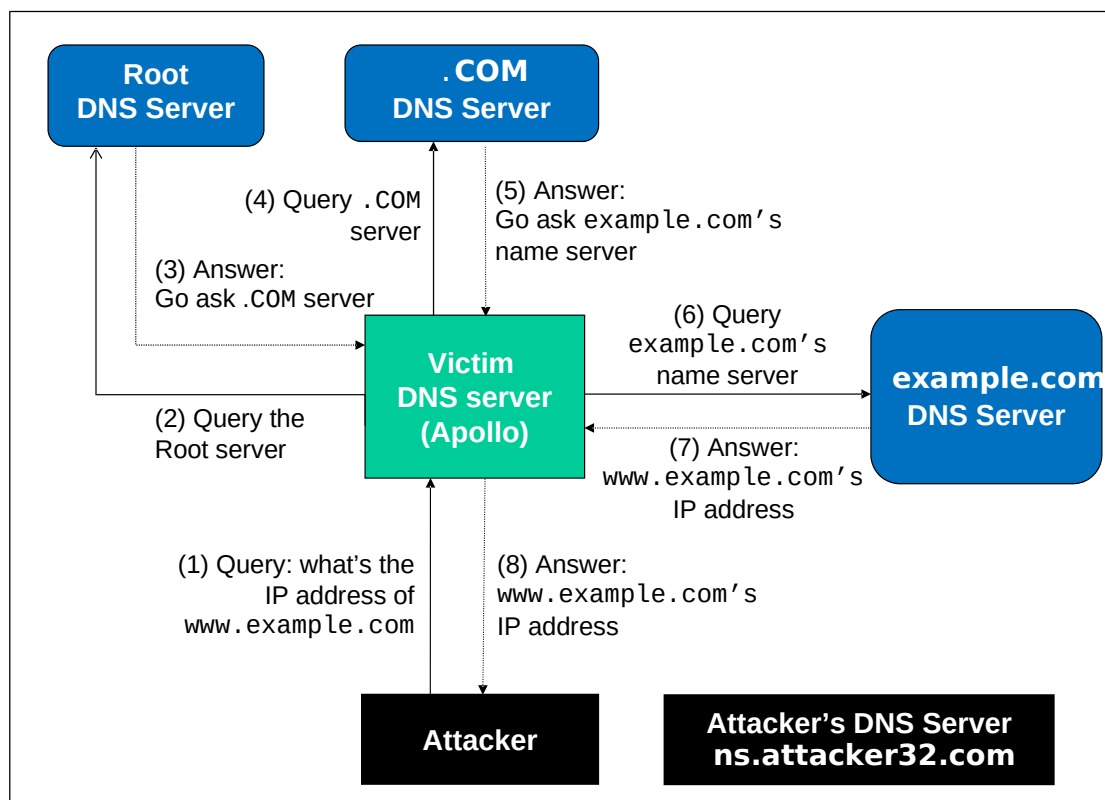 Root
DNS Server
.COM
DNS Server
(4) Query .COM
server
(5) Answer:
Go ask example.com’s
name server
(3) Answer:
Go ask .COM server
(6) Query
example.com’s
name server
Victim
DNS server
(Apollo)
example.com
DNS Server
(2) Query the
Root server
(7) Answer:
www.example.com’s
IP address
(1) Query: what’s the
IP address of
www.example.com
(8) Answer:
www.example.com’s
IP address
Attacker
Attacker’s DNS Server
ns.attacker32.com